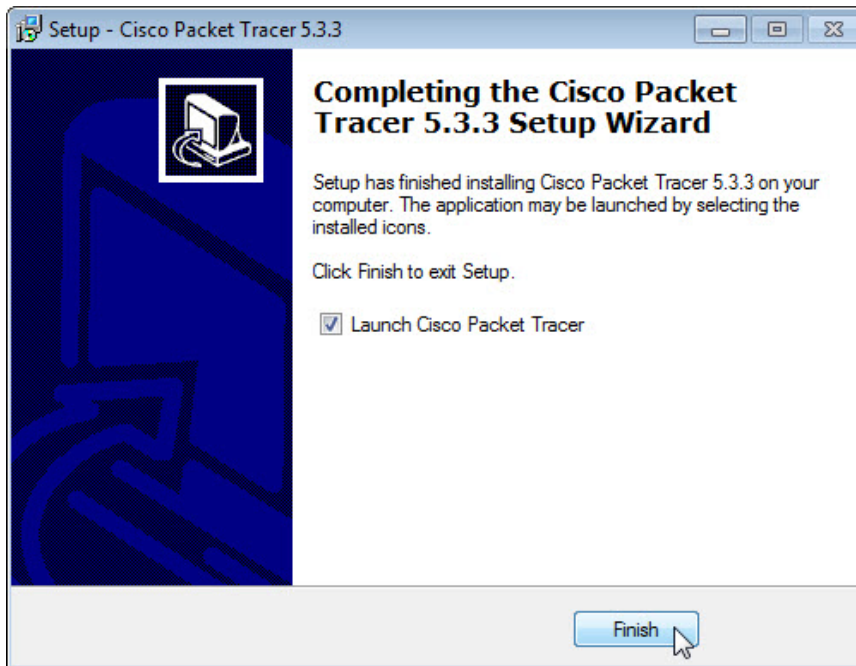 Setup - Cisco Packet Tracer 5.3.3
Completing the Cisco Packet
Tracer 5.3.3 Setup Wizard
Setup has finished installing Cisco Packet Tracer 5.3.3 on your
computer. The application may be launched by selecting the
installed icons.
Click Finish to exit Setup.
Launch Cisco Packet Tracer
Finish